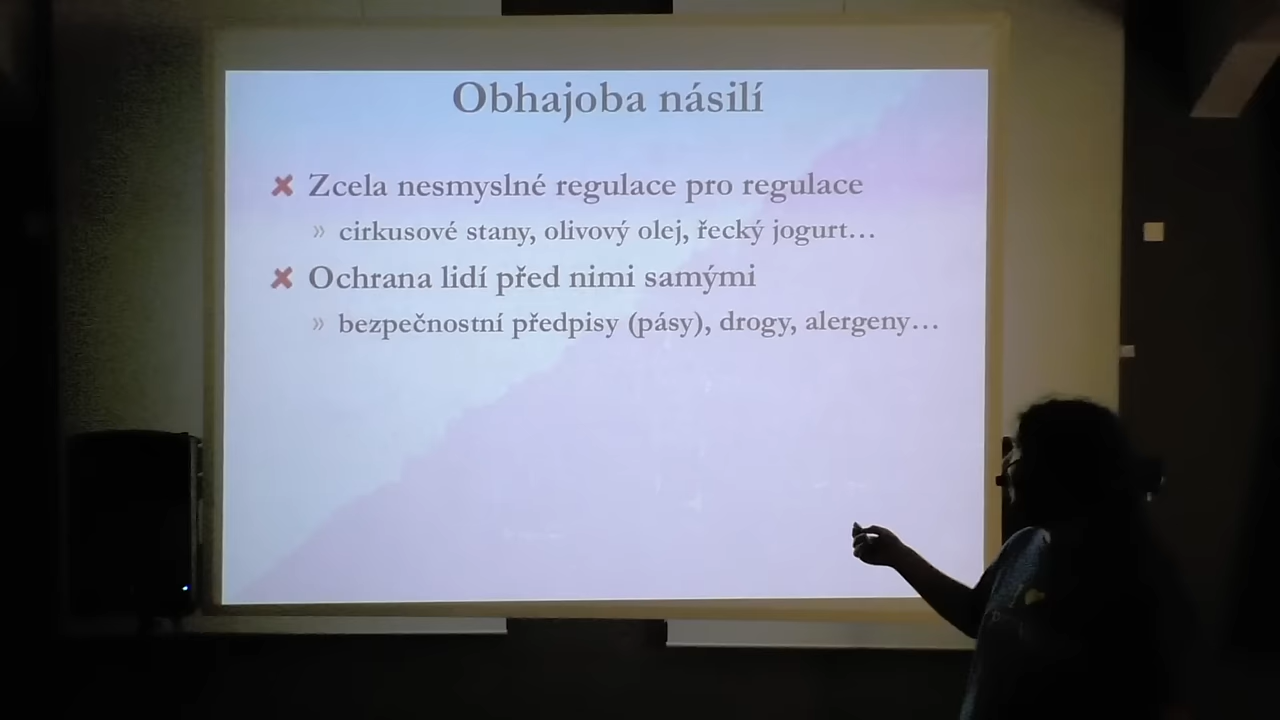 Obhajoba násilí
Zcela nesmyslné regulace pro regulace
» cirkusové stany, olivový olej, řecký jogurt…
Ochrana lidí před nimi samými
» bezpečnostní předpisy (pásy), drogy, alergeny…